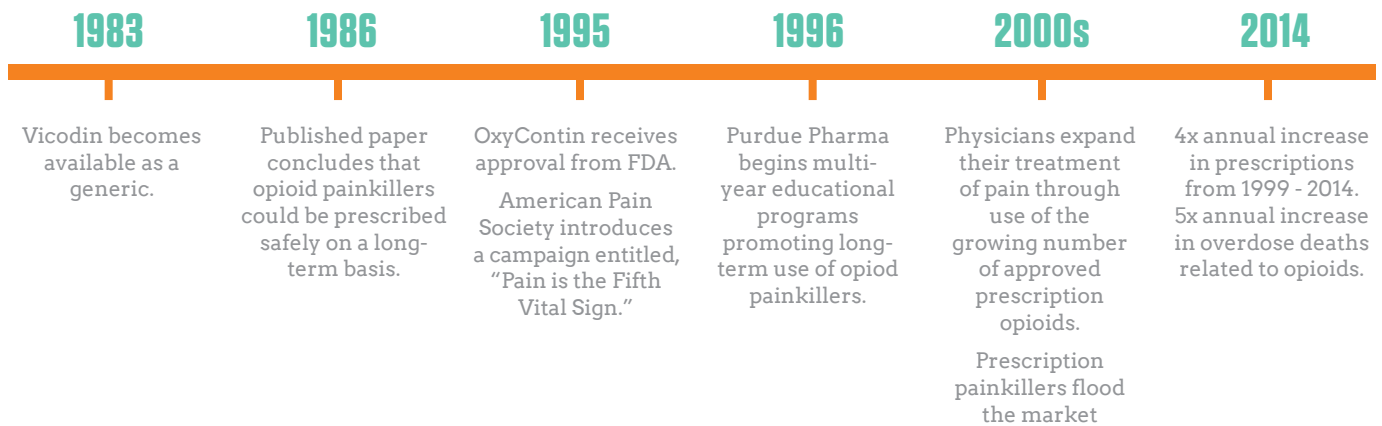 1983
Vicodin becomes
available as a
generic.
1986
Published paper
concludes that
opioid painkillers
could be prescribed
safely on a long-
term basis.
1995
OxyContin receives
approval from FDA.
American Pain
Society introduces
a campaign entitled,
“Pain is the Fifth
Vital Sign.”
1996
Purdue Pharma
begins multi-
year educational
programs
promoting long-
term use of opiod
painkillers.
2000s
Physicians expand
their treatment
of pain through
use of the
growing number
of approved
prescription
opioids.
Prescription
painkillers flood
the market
2014
4x annual increase
in prescriptions
from 1999 - 2014.
5x annual increase
in overdose deaths
related to opioids.